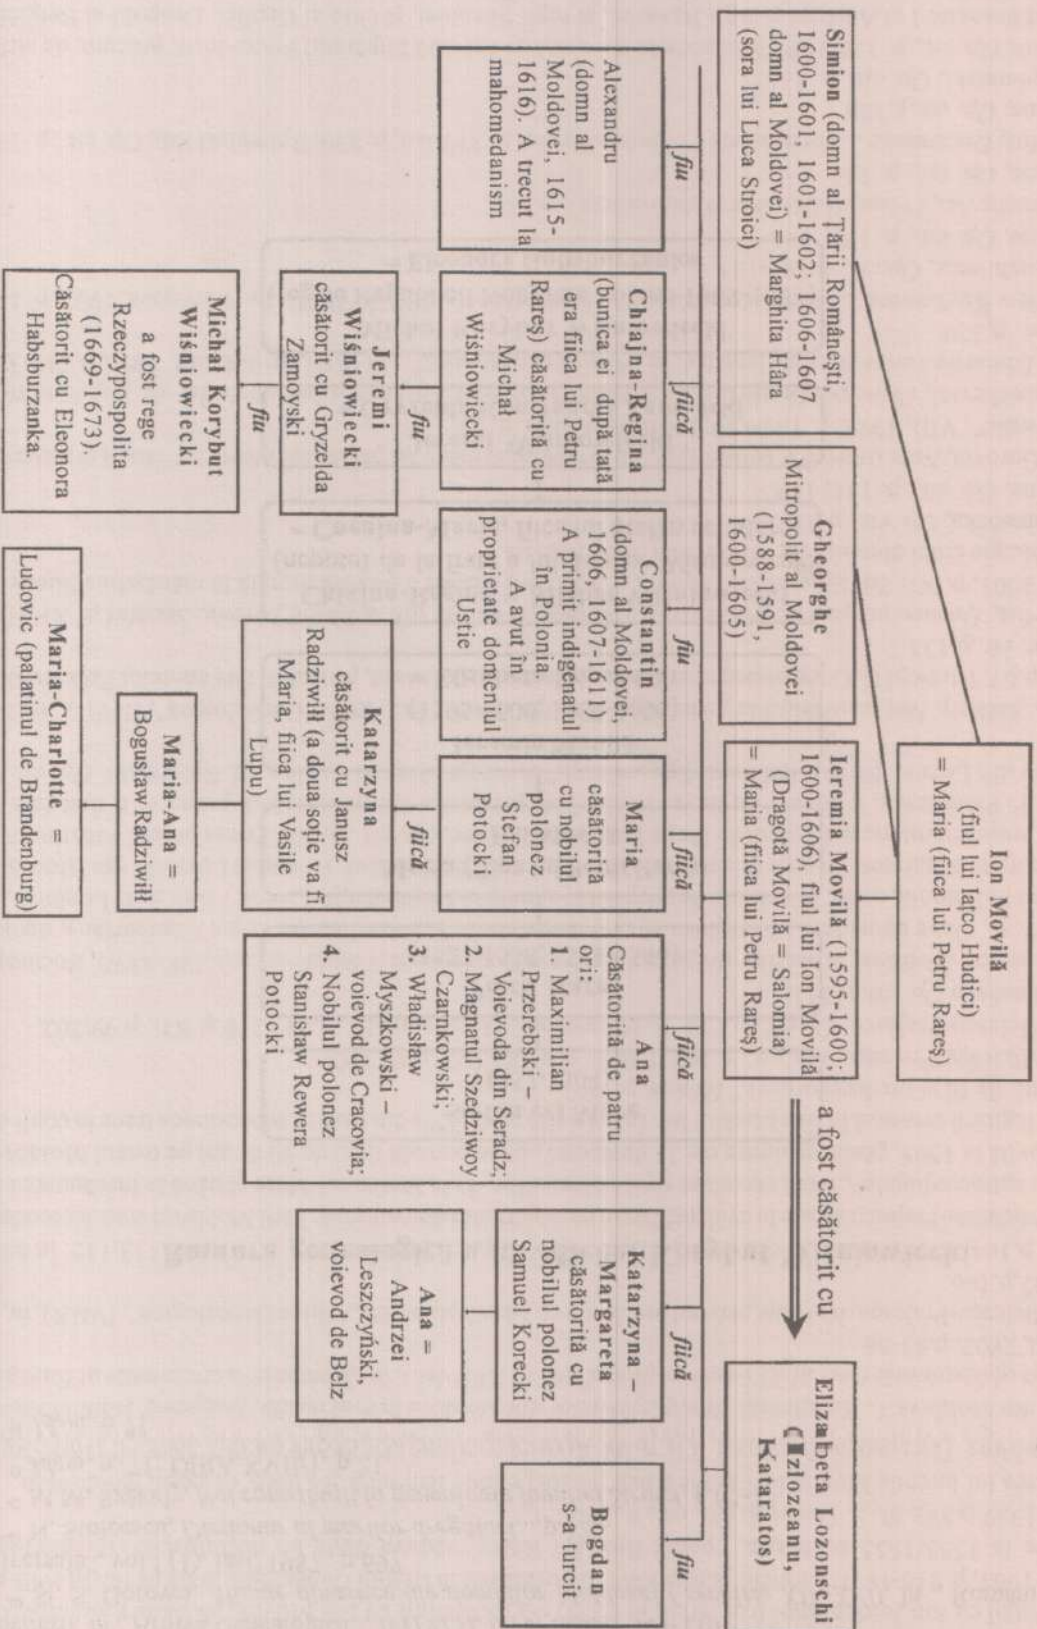 Ion Movilă
(fiul lui Iațco Hudici)
= Maria (fiica lui Petru Rareș)
Simion (domn al Țării Românești,
1600-1601, 1601-1602; 1606-1607
domn al Moldovei) = Marghita Hâra
(sora lui Luca Stroici)
Gheorghe
Mitropolit al Moldovei
(1588-1591,
1600-1605)
Ieremia Movilă (1595-1600;
1600-1606), fiul lui Ion Movilă
(Dragotă Movilă = Salomia)
= Maria (fiica lui Petru Rareș)
a fost căsătorit cu
Elizabeta Lozonschi
(Izlozeanu,
Kataratos)
fiu
fiică
fiu
fiică
fiică
fiică
fiu
Alexandru
(domn al
Moldovei, 1615-
1616). A trecut la
mahomedanism
Chiajna-Regina
(bunica ei după tată
era fiica lui Petru
Rareș) căsătorită cu
Michał
Wiśniowiecki
Constantin
(domn al Moldovei,
1606, 1607-1611)
A primit indigenatul
în Polonia.
A avut în
proprietate domeniul
Ustie
Maria
căsătorită
cu nobilul
polonez
Stefan
Potocki
Ana
Căsătorită de patru
ori:
1. Maximilian
Przerebski –
Voievoda din Seradz;
2. Magnatul Szedziwoy
Czarnkowski;
3. Władisław
Myszkowski –
voievod de Cracovia;
4. Nobilul polonez
Stanisław Rewera
Potocki
Katarzyna –
Margareta
căsătorită cu
nobilul polonez
Samuel Korecki
Bogdan
s-a turcit
fiu
fiică
Jeremi
Wiśniowiecki
căsătorit cu Gryzelda
Zamoyski
Katarzyna
căsătorit cu Janusz
Radziwiłł (a doua soție va fi
Maria, fiica lui Vasile
Lupu)
Ana =
Andrzei
Leszczyński,
voievod de Belz
fiu
Michał Korybut
Wiśniowiecki
a fost rege
Rzeczypospolita
(1669-1673).
Căsătorit cu Eleonora
Habsburzanka.
Maria-Ana =
Bogusław Radziwiłł
Maria-Charlotte =
Ludovic (palatinul de Brandenburg)